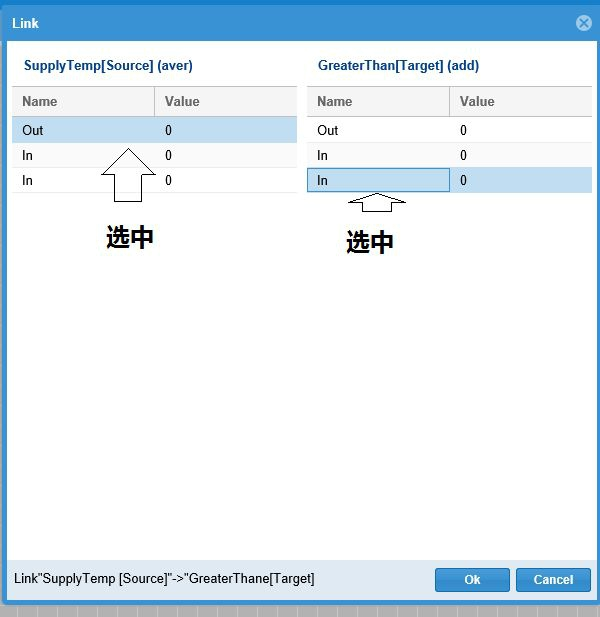 Link
SupplyTemp[Source] (aver)
GreaterThan[Target] (add)
Name Value
Name Value
Out 0
Out 0
In 0
In 0
In 0
In 0
选中
选中
Link"SupplyTemp [Source]"->"GreaterThane[Target]
Ok
Cancel